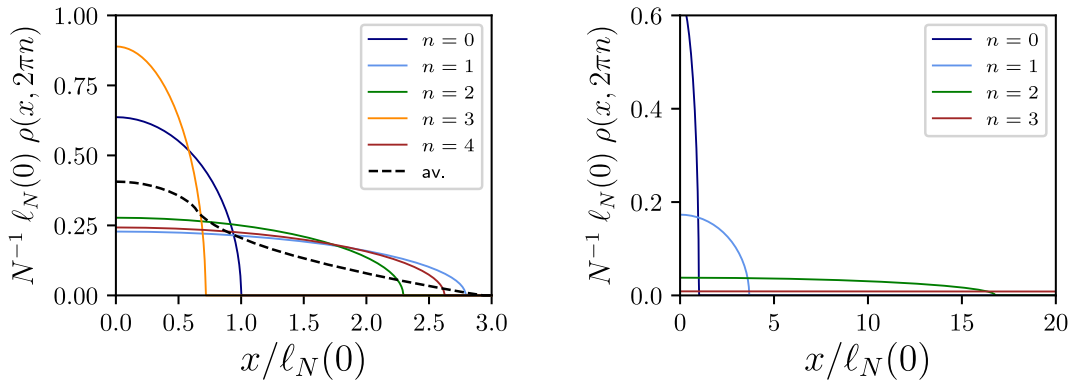 N⁻¹ ℓ_N(0) ρ(x, 2πn)
1.00
0.75
0.50
0.25
0.00
0.0 0.5 1.0 1.5 2.0 2.5 3.0
x/ℓ_N(0)
n = 0
n = 1
n = 2
n = 3
n = 4
av.
N⁻¹ ℓ_N(0) ρ(x, 2πn)
0.6
0.4
0.2
0.0
0 5 10 15 20
x/ℓ_N(0)
n = 0
n = 1
n = 2
n = 3